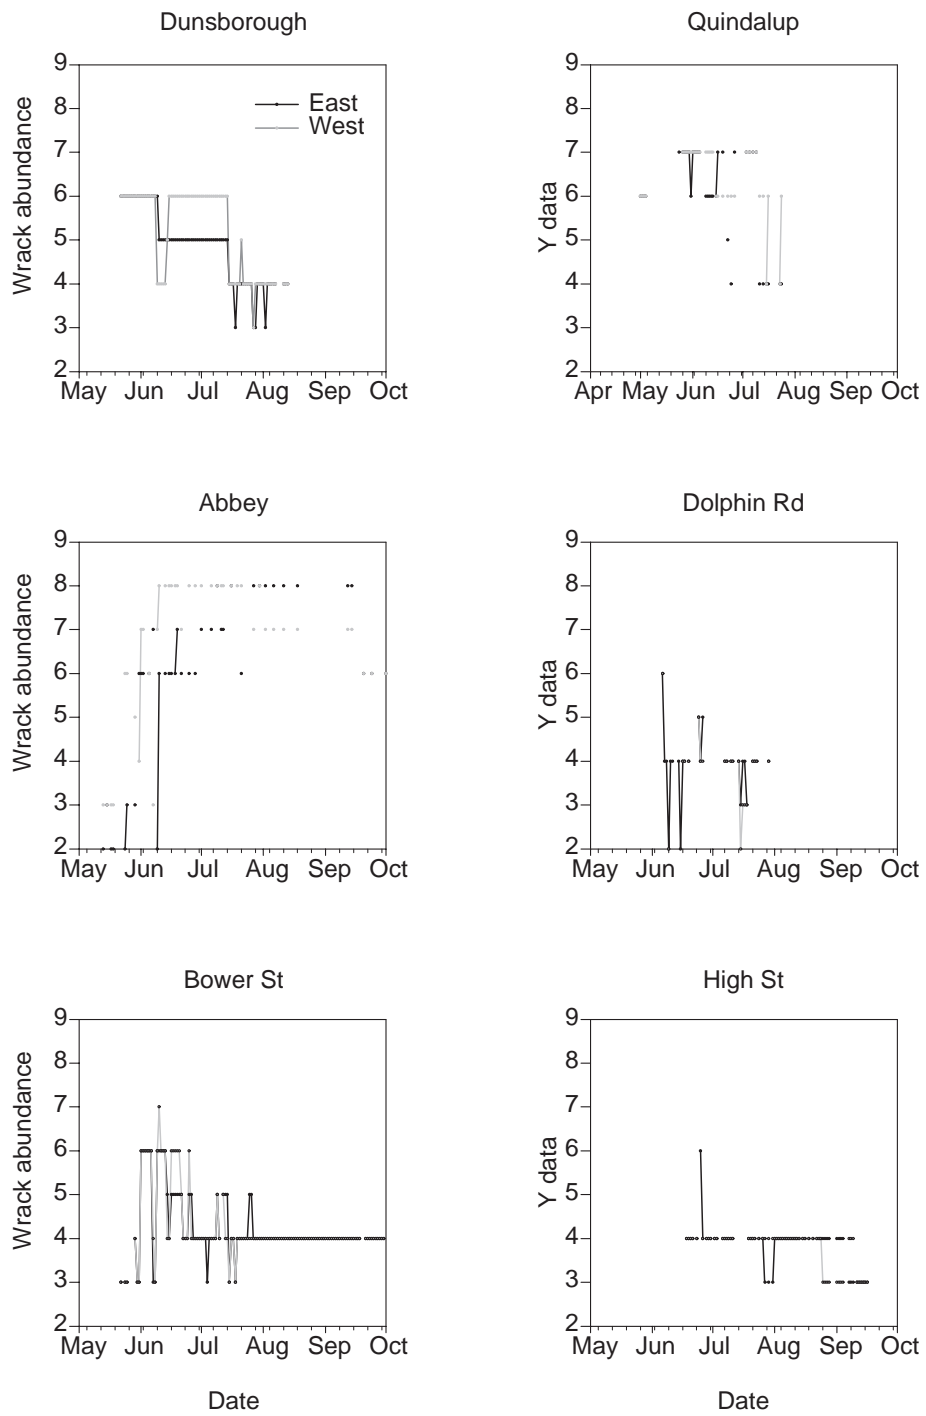 Dunsborough
9
8
7
6
5
4
3
2
Wrack abundance
East
West
May Jun Jul Aug Sep Oct
Quindalup
9
8
7
6
5
4
3
2
Y data
Apr May Jun Jul Aug Sep Oct
Abbey
9
8
7
6
5
4
3
2
Wrack abundance
May Jun Jul Aug Sep Oct
Dolphin Rd
9
8
7
6
5
4
3
2
Y data
May Jun Jul Aug Sep Oct
Bower St
9
8
7
6
5
4
3
2
Wrack abundance
May Jun Jul Aug Sep Oct
Date
High St
9
8
7
6
5
4
3
2
Y data
May Jun Jul Aug Sep Oct
Date